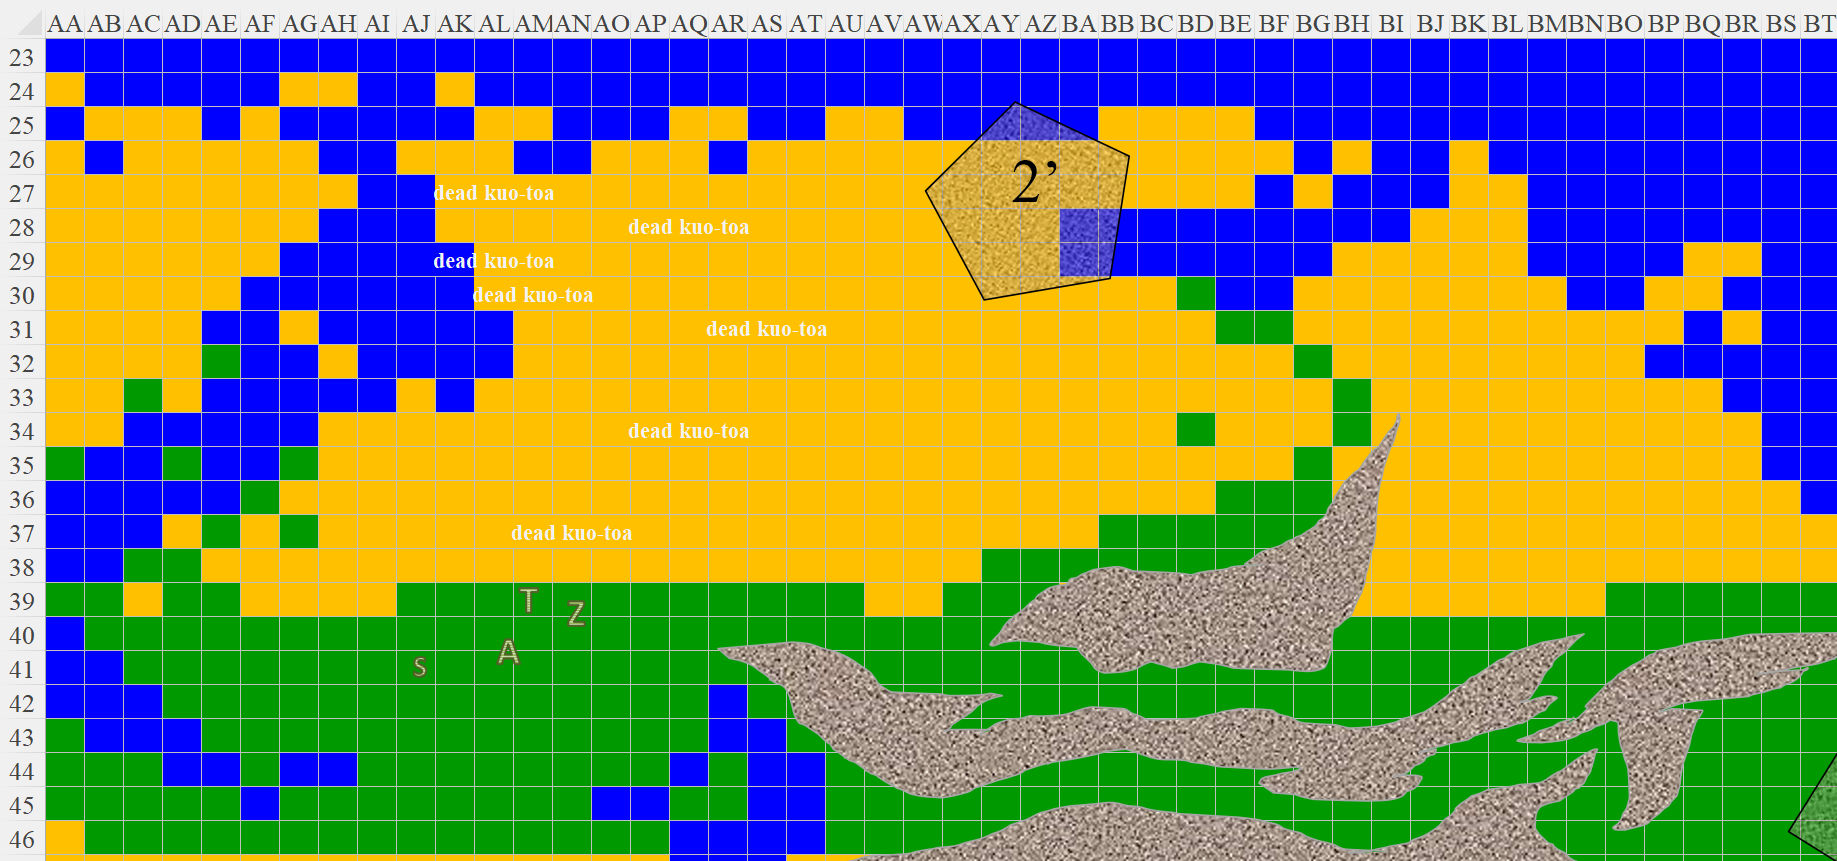 AA AB AC AD AE AF AG AH AI AJ AK AL AM AN AO AP AQ AR AS AT AU AV AW AX AY AZ BA BB BC BD BE BF BG BH BI BJ BK BL BM BN BO BP BQ BR BS BT
23
24
25
26
2’
27 dead kuo-toa
28 dead kuo-toa
29 dead kuo-toa
30 dead kuo-toa
31 dead kuo-toa
32
33
34 dead kuo-toa
35
36
37 dead kuo-toa
38
39 T Z
40
41 S A
42
43
44
45
46